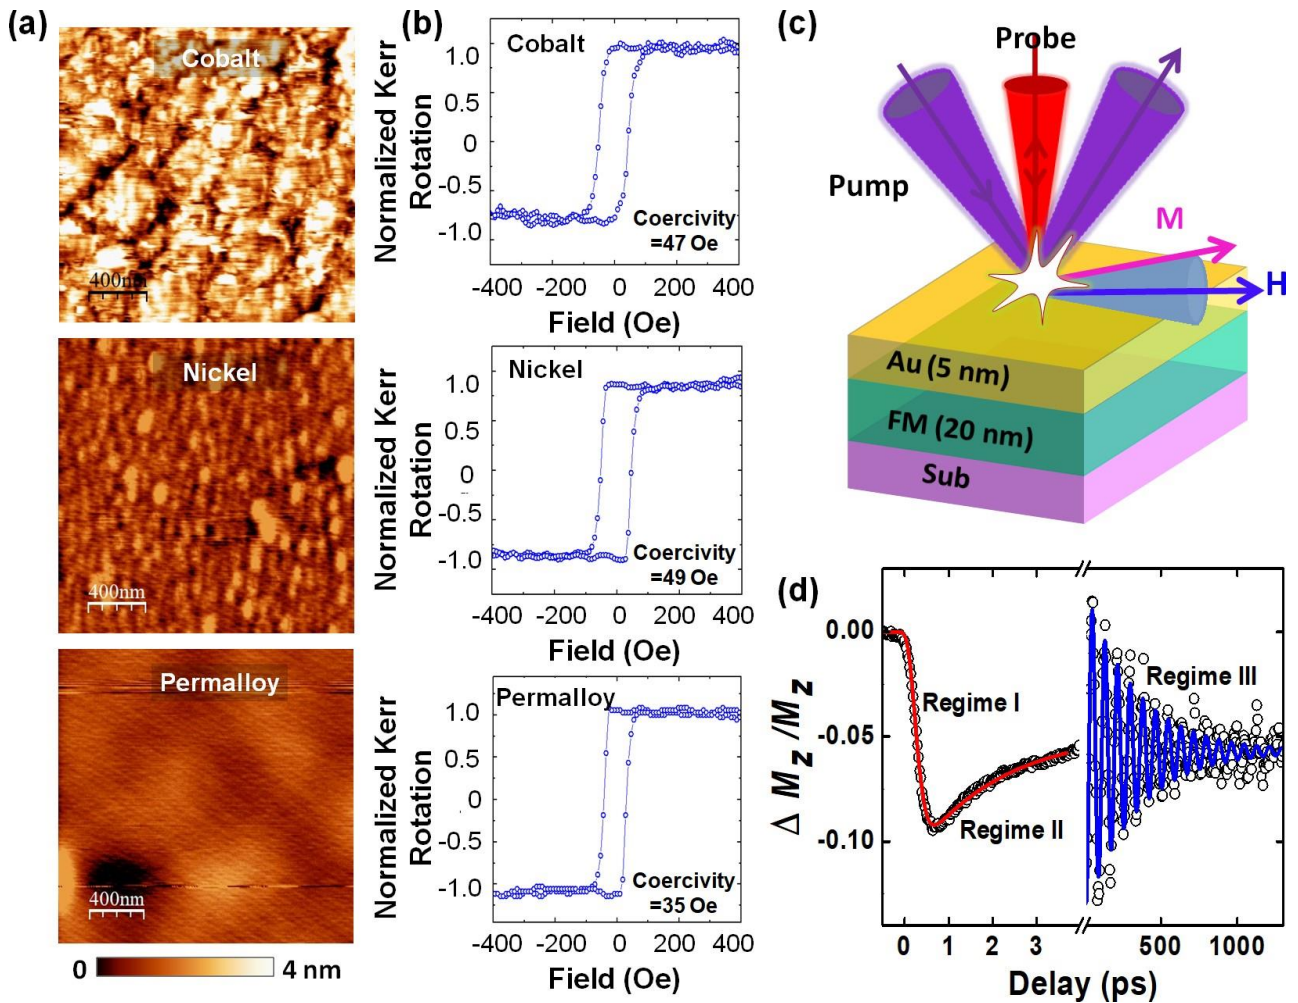 (a)
Cobalt
400nm
Nickel
400nm
Permalloy
400nm
0 4 nm
(b)
Normalized Kerr
Rotation
1.0
0.5
0
-0.5
-1.0
Cobalt
Coercivity
=47 Oe
-400 -200 0 200 400
Field (Oe)
Normalized Kerr
Rotation
1.0
0.5
0
-0.5
-1.0
Nickel
Coercivity
=49 Oe
-400 -200 0 200 400
Field (Oe)
Normalized Kerr
Rotation
1.0
0.5
0
-0.5
-1.0
Permalloy
Coercivity
=35 Oe
-400 -200 0 200 400
Field (Oe)
(c)
Probe
Pump
M
H
Au (5 nm)
FM (20 nm)
Sub
(d)
Δ Mz/Mz
0.00
-0.05
-0.10
Regime I
Regime II
Regime III
0 1 2 3 500 1000
Delay (ps)